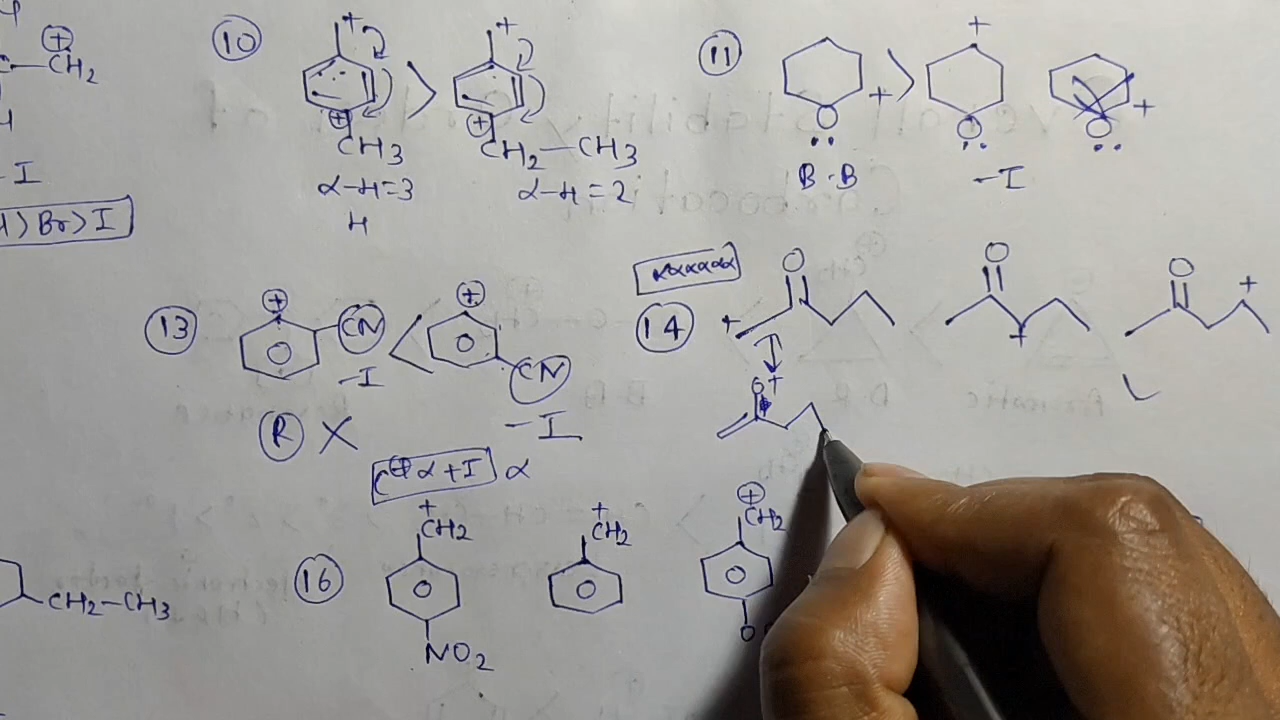 4
+
CH2
H
- I
l > Br > I
10
+ +
>
CH3 CH2-CH3
α-H=3 α-H=2
H
11
+ > + +
O O O
B.B -I
13
+ +
CN < CN
-I -I
R X
C+ α +I α
14
O O O
+ + +
O+
16
+CH2 +CH2 +CH2
NO2 O
CH2-CH3